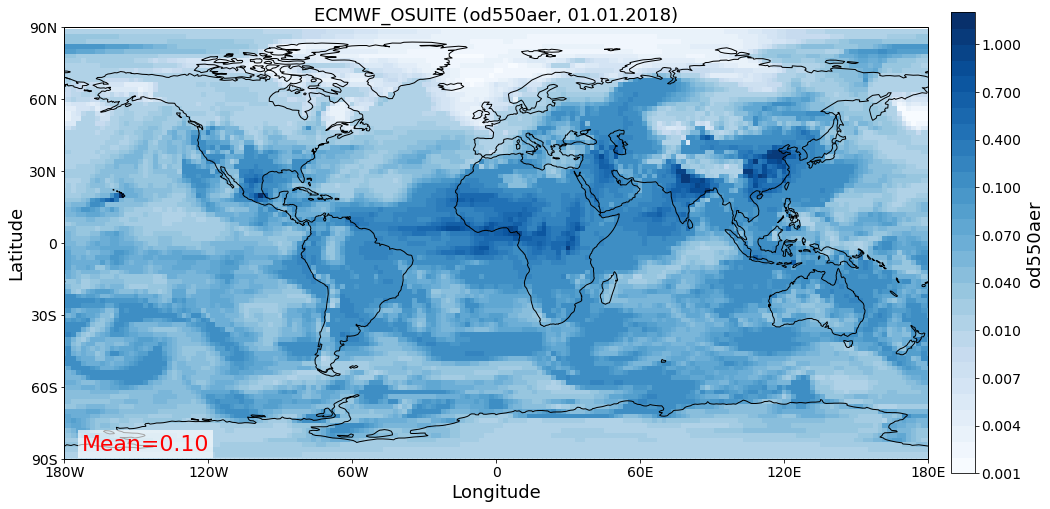 ECMWF_OSUITE (od550aer, 01.01.2018)
90N
60N
30N
0
30S
60S
90S
Latitude
Mean=0.10
180W
120W
60W
0
60E
120E
180E
Longitude
1.000
0.700
0.400
0.100
0.070
0.040
0.010
0.007
0.004
0.001
od550aer